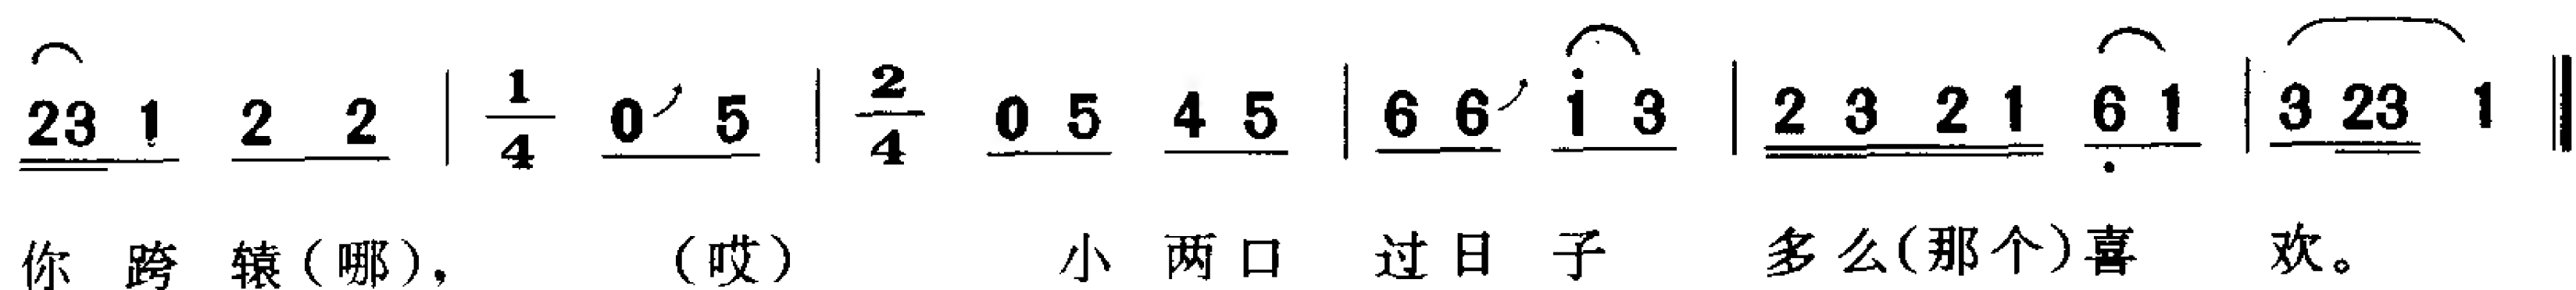 23 1 2 2 | 1/4 0 5 | 2/4 0 5 4 5 | 6 6 i 3 | 2 3 2 1 6 1 | 3 23 1 ‖
你 跨 辕（哪）， （哎） 小 两 口 过 日 子 多 么（那 个）喜 欢。